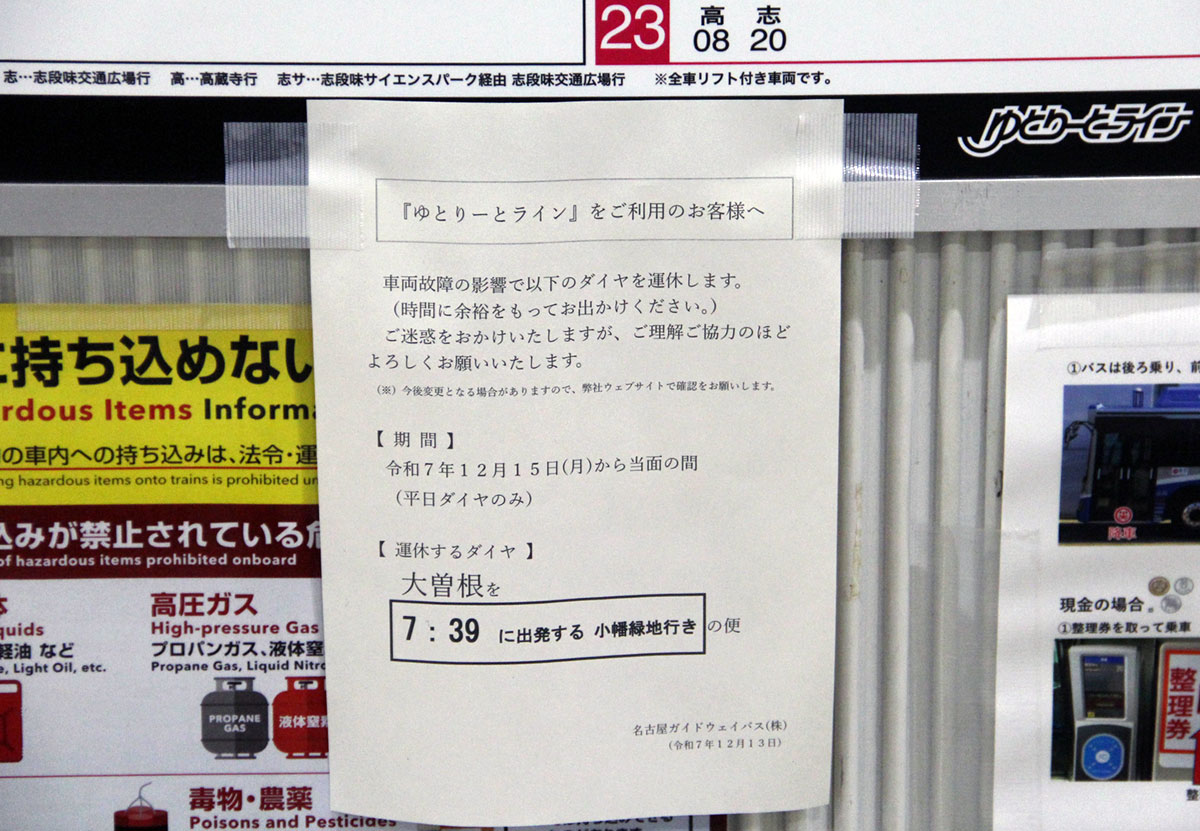 23
高 志
08 20
志…志段味交通広場行 高…高蔵寺行 志サ…志段味サイエンスパーク経由 志段味交通広場行 ※全車リフト付き車両です。
ゆとりーとライン
『ゆとりーとライン』をご利用のお客様へ
車両故障の影響で以下のダイヤを運休します。
(時間に余裕をもってお出かけください。)
ご迷惑をおかけいたしますが、ご理解ご協力のほど
よろしくお願いいたします。
(※)今後変更となる場合がありますので、弊社ウェブサイトで確認をお願いします。
【 期 間 】
令和7年12月15日(月)から当面の間
(平日ダイヤのみ)
【 運休するダイヤ 】
大曽根を
7:39 に出発する 小幡緑地行き の便
名古屋ガイドウェイバス(株)
(令和7年12月13日)
に持ち込めない
rdous Items Informa
の車内への持ち込みは、法令・運
ng hazardous items onto trains is prohibited un
込みが禁止されている危
of hazardous items prohibited onboard
体
quids
軽油 など
e, Light Oil, etc.
高圧ガス
High-pressure Gas
プロパンガス、液体窒
Propane Gas, Liquid Nitro
PROPANE
GAS
液体窒素
毒物・農薬
Poisons and Pesticides
①バスは後ろ乗り、前
降車
現金の場合。
①整理券を取って乗車
整理券